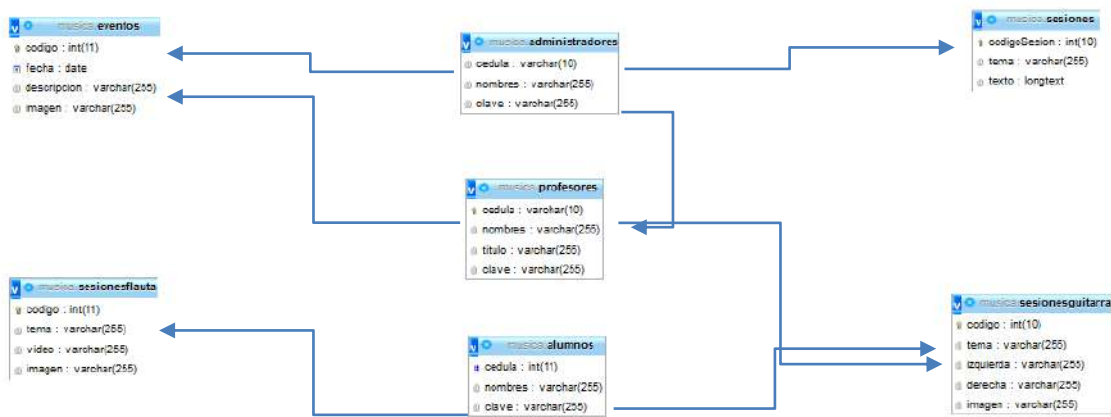 musica.eventos
codigo : int(11)
fecha : date
descripcion : varchar(255)
imagen : varchar(255)
musica.administradores
cedula : varchar(10)
nombres : varchar(255)
clave : varchar(255)
musica.sesiones
codigoSesion : int(10)
tema : varchar(255)
texto : longtext
musica.profesores
cedula : varchar(10)
nombres : varchar(255)
titulo : varchar(255)
clave : varchar(255)
musica.sesionesflauta
codigo : int(11)
tema : varchar(255)
video : varchar(255)
imagen : varchar(255)
musica.alumnos
cedula : int(11)
nombres : varchar(255)
clave : varchar(255)
musica.sesionesguitarra
codigo : int(10)
tema : varchar(255)
izquierda : varchar(255)
derecha : varchar(255)
imagen : varchar(255)